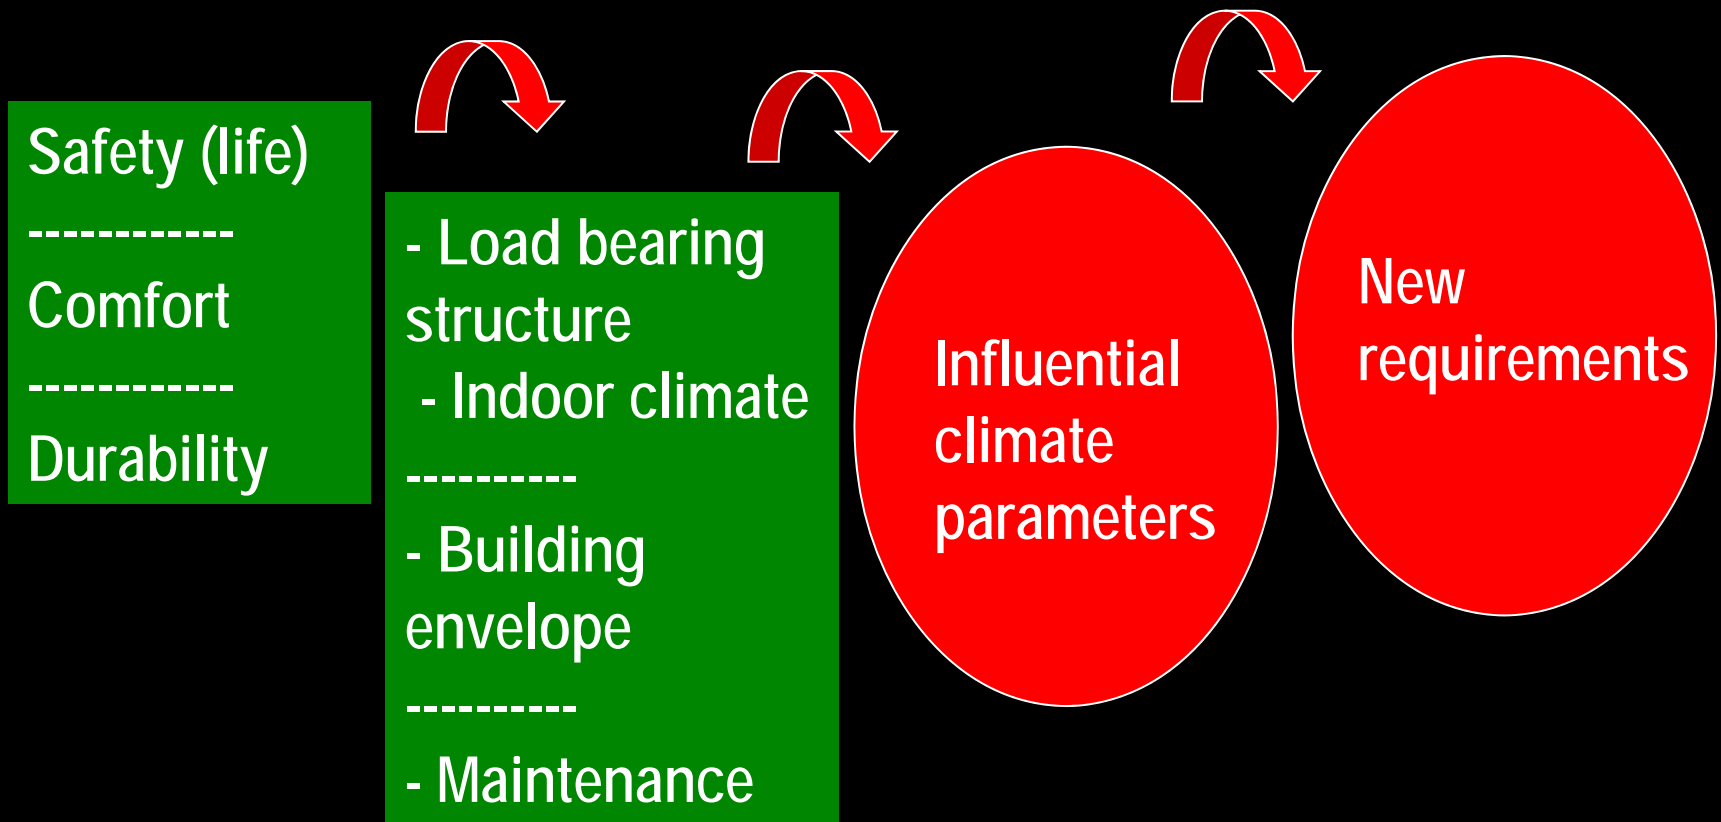 Safety (life)
------------
Comfort
------------
Durability
- Load bearing
structure
- Indoor climate
----------
- Building
envelope
----------
- Maintenance
Influential
climate
parameters
New
requirements